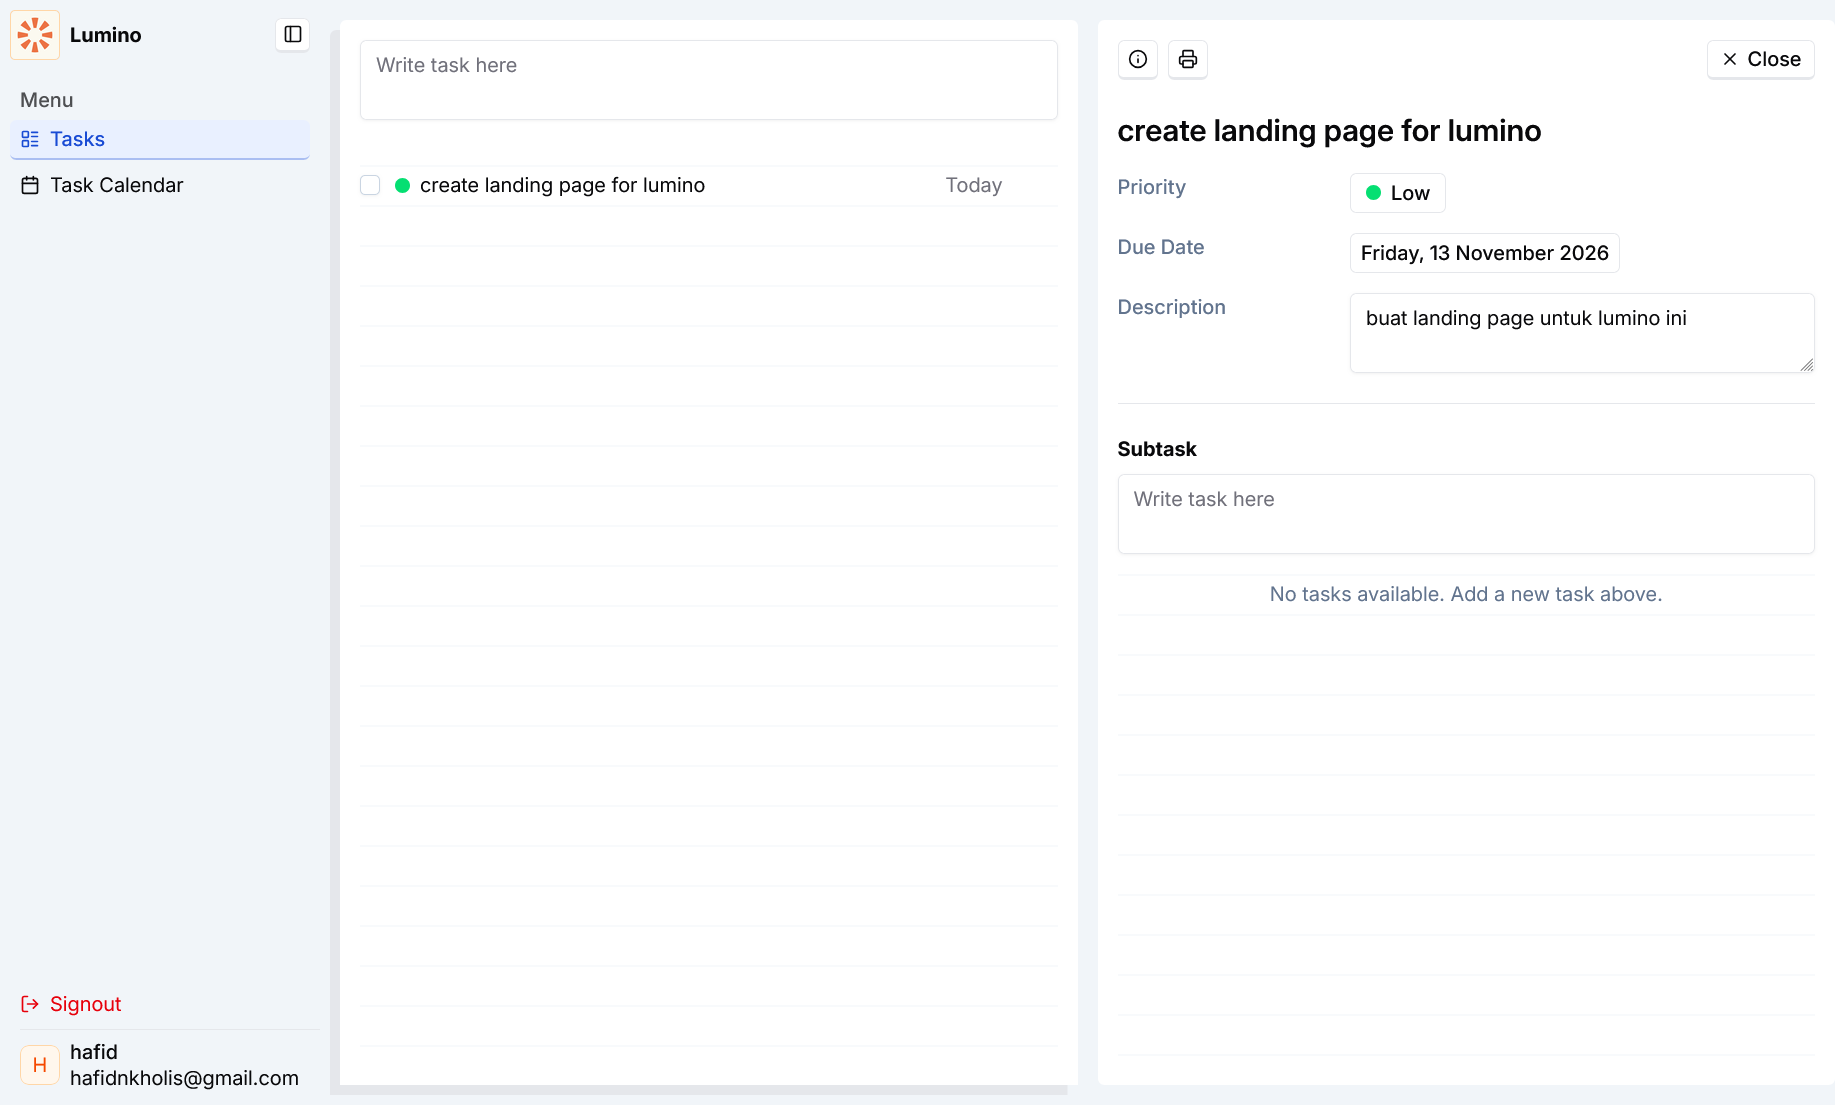 Lumino
Menu
Tasks
Task Calendar
Signout
H
hafid
hafidnkholis@gmail.com
Write task here
create landing page for lumino Today
Close
create landing page for lumino
Priority Low
Due Date Friday, 13 November 2026
Description buat landing page untuk lumino ini
Subtask
Write task here
No tasks available. Add a new task above.